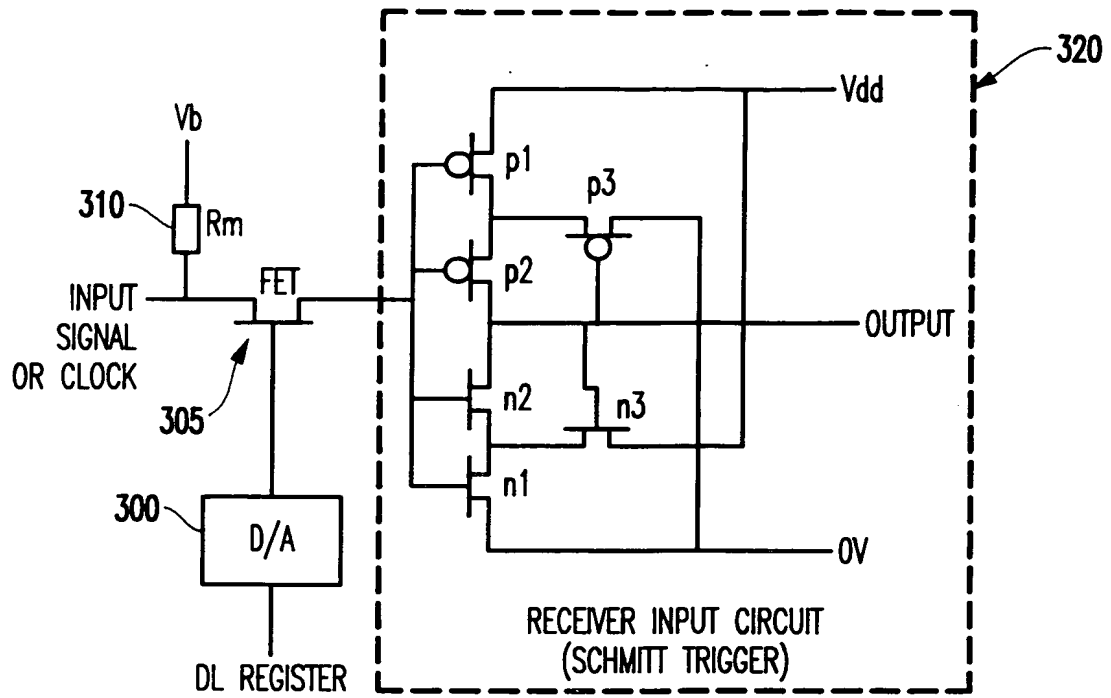 320
Vdd
Vb
p1
p3
310
Rm
p2
FET
INPUT
SIGNAL
OR CLOCK
OUTPUT
305
n2
n3
n1
300
D/A
0V
RECEIVER INPUT CIRCUIT
(SCHMITT TRIGGER)
DL REGISTER